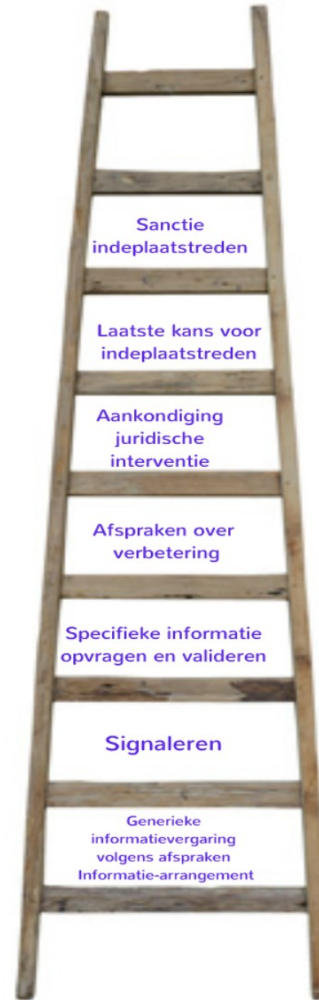 Sanctie
indeplaatstreden
Laatste kans voor
indeplaatstreden
Aankondiging
juridische
interventie
Afspraken over
verbetering
Specifieke informatie
opvragen en valideren
Signaleren
Generieke
informatievergaring
volgens afspraken
Informatie-arrangement